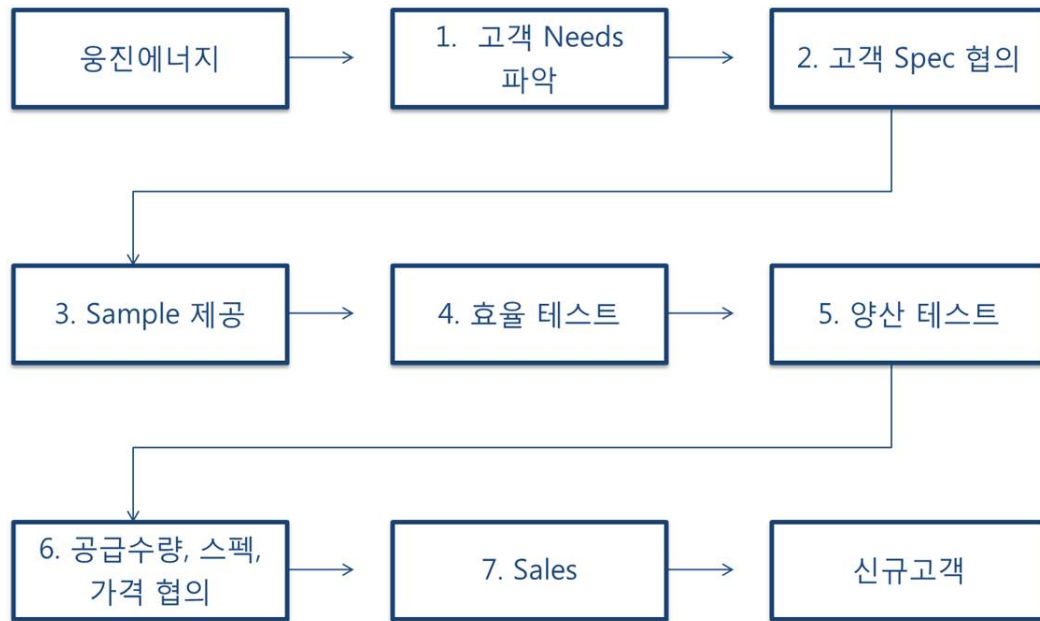 웅진에너지
1. 고객 Needs
파악
2. 고객 Spec 협의
3. Sample 제공
4. 효율 테스트
5. 양산 테스트
6. 공급수량, 스펙,
가격 협의
7. Sales
신규고객